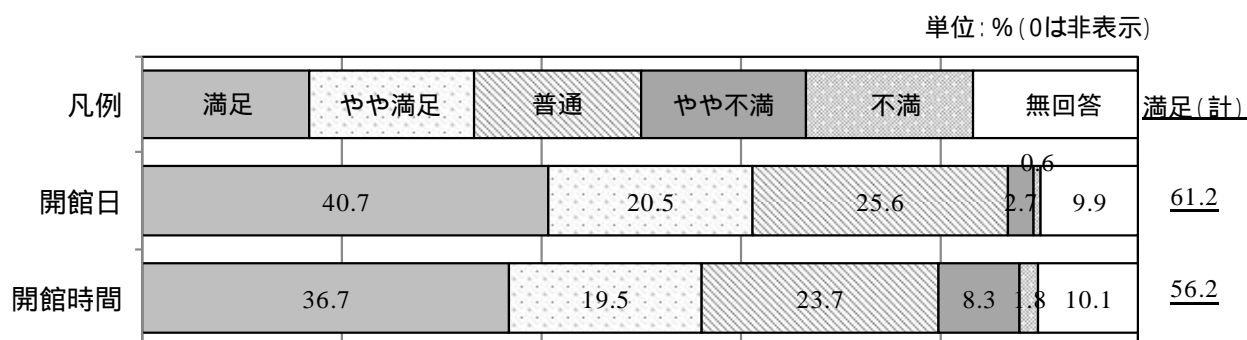 単位:%(0は非表示)
凡例 満足 やや満足 普通 やや不満 不満 無回答 満足(計)
0.6
開館日 40.7 20.5 25.6 2.7 9.9 61.2
開館時間 36.7 19.5 23.7 8.3 1.8 10.1 56.2